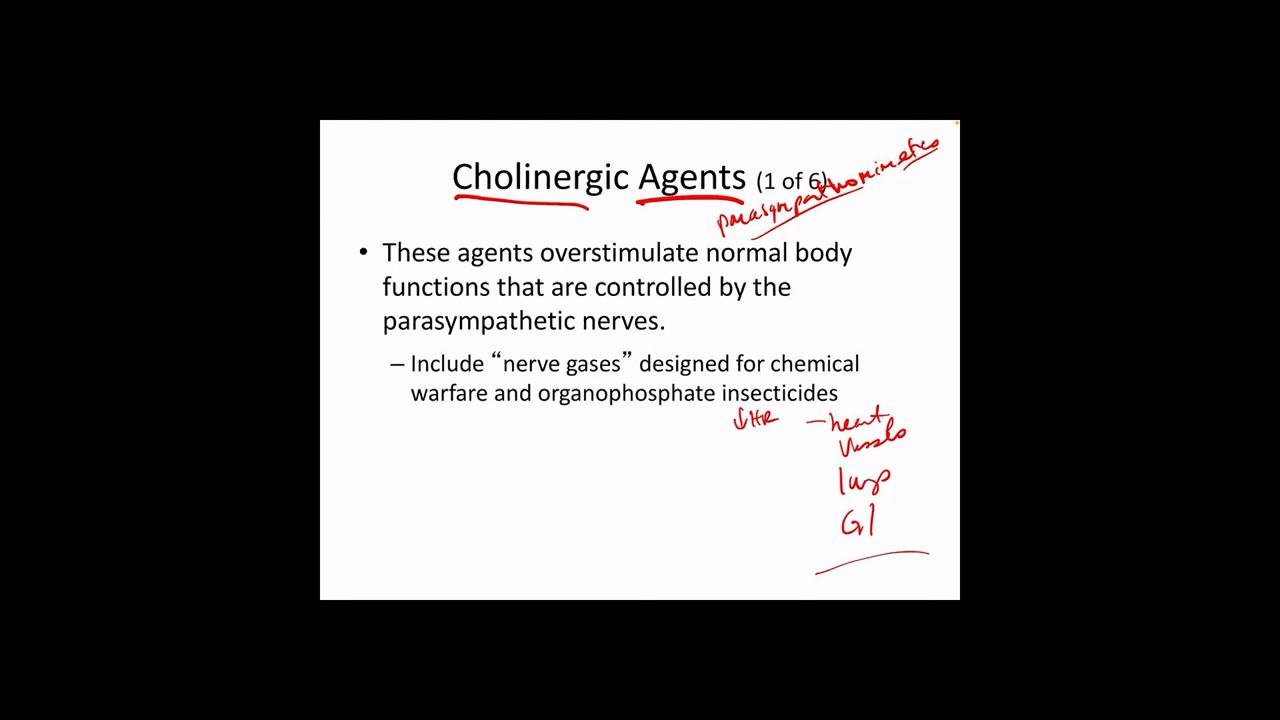 Cholinergic Agents (1 of 6)
parasympathomimetics
• These agents overstimulate normal body
functions that are controlled by the
parasympathetic nerves.
– Include “nerve gases” designed for chemical
warfare and organophosphate insecticides
↓HR – heart
Vessels
lungs
GI